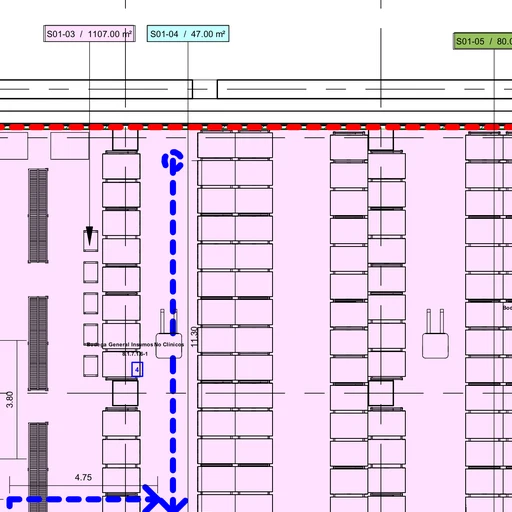 S01-03 / 1107.00 m²
S01-04 / 47.00 m²
S01-05 / 80.0
11.30
Bodega General Insumos No Clínicos
4
3.80
4.75